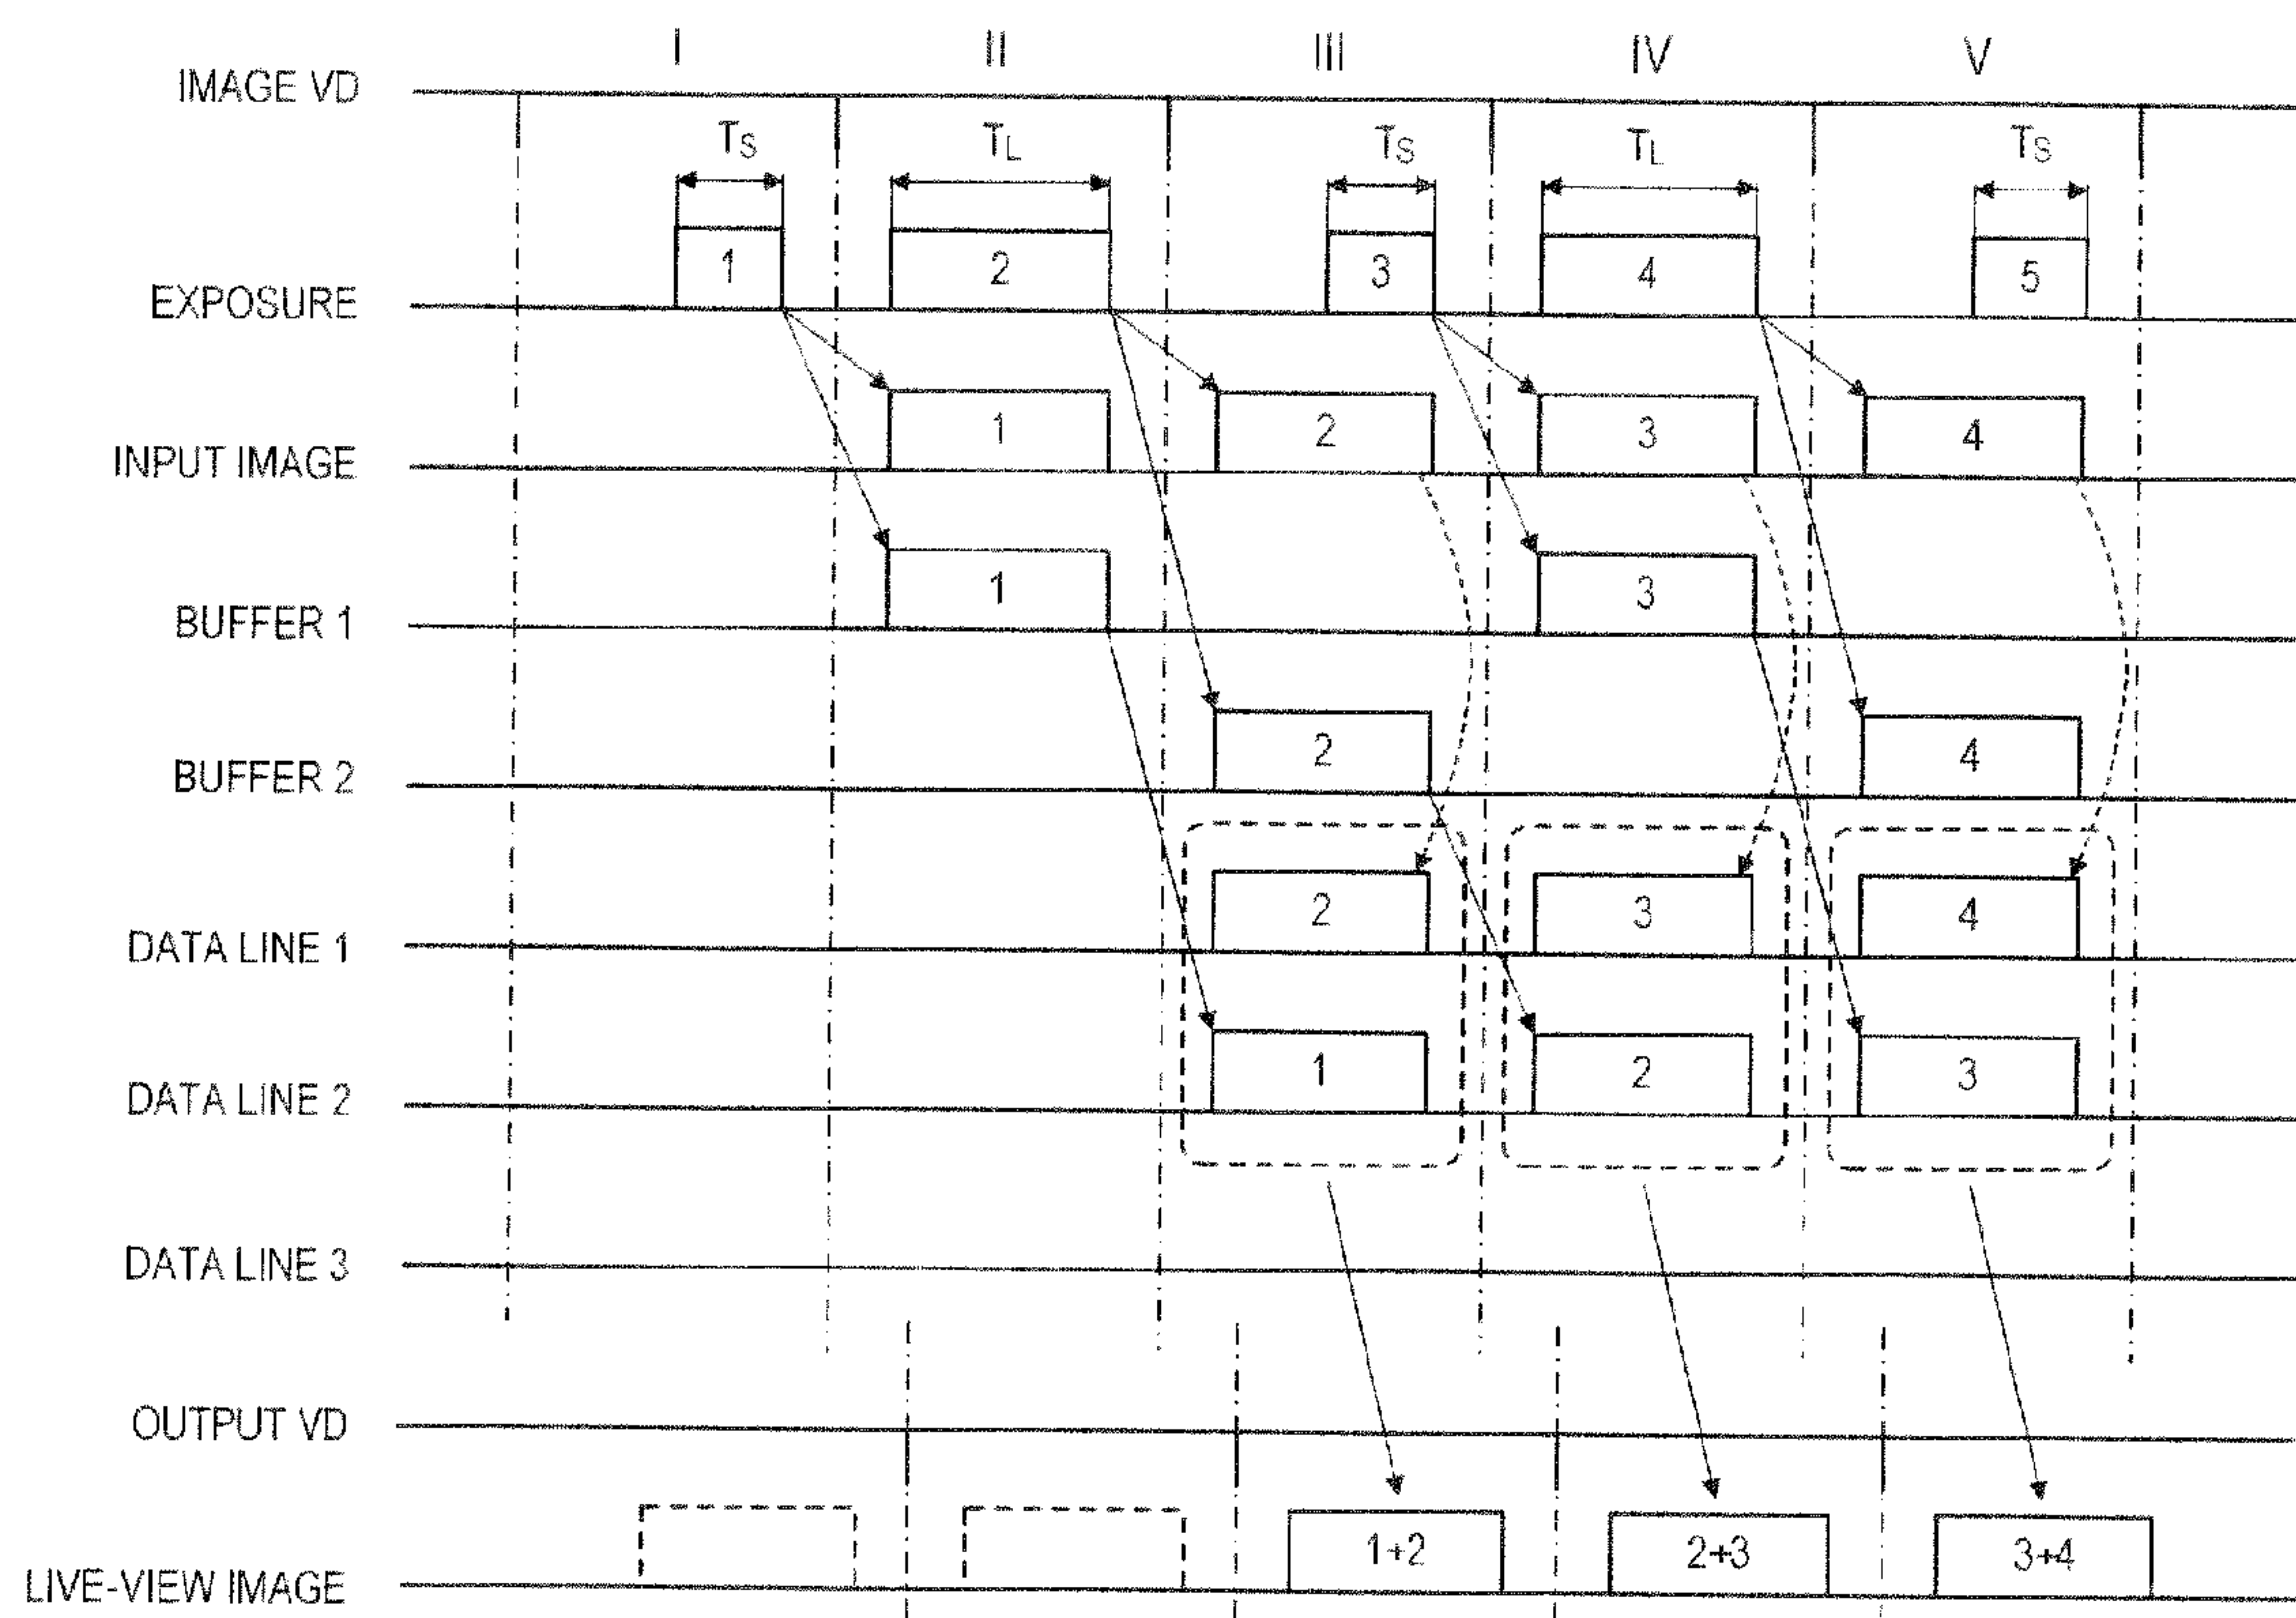 I II III IV V
IMAGE VD
TS TL TS TL TS
EXPOSURE 1 2 3 4 5
INPUT IMAGE 1 2 3 4
BUFFER 1 1 3
BUFFER 2 2 4
DATA LINE 1 2 3 4
DATA LINE 2 1 2 3
DATA LINE 3
OUTPUT VD
LIVE-VIEW IMAGE 1+2 2+3 3+4